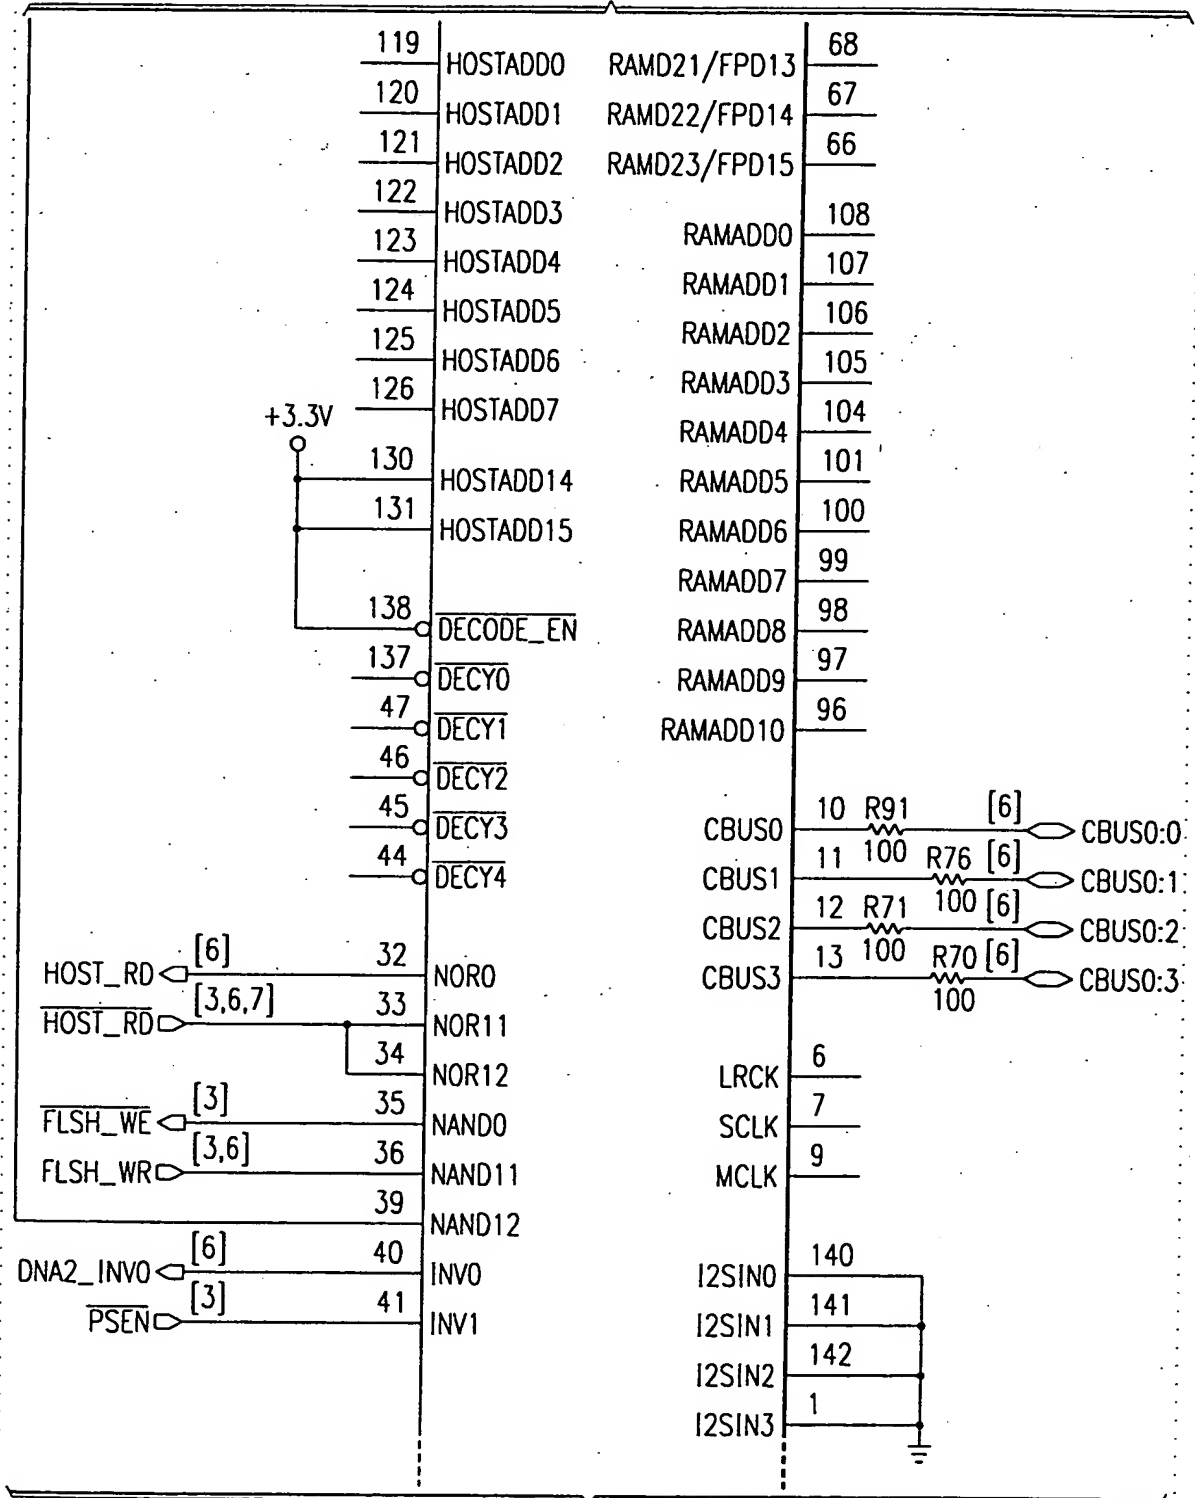 119 HOSTADD0 RAMD21/FPD13 68
120 HOSTADD1 RAMD22/FPD14 67
121 HOSTADD2 RAMD23/FPD15 66
122 HOSTADD3 RAMADD0 108
123 HOSTADD4 RAMADD1 107
124 HOSTADD5 RAMADD2 106
125 HOSTADD6 RAMADD3 105
126 HOSTADD7 RAMADD4 104
+3.3V
130 HOSTADD14 RAMADD5 101
131 HOSTADD15 RAMADD6 100
RAMADD7 99
138 DECODE_EN RAMADD8 98
137 DECY0 RAMADD9 97
47 DECY1 RAMADD10 96
46 DECY2
45 DECY3 CBUS0 10 R91 100 [6] CBUS0:0
44 DECY4 CBUS1 11 R76 100 [6] CBUS0:1
CBUS2 12 R71 100 [6] CBUS0:2
HOST_RD [6] 32 NOR0 CBUS3 13 R70 100 [6] CBUS0:3
HOST_RD [3,6,7] 33 NOR11
34 NOR12 LRCK 6
FLSH_WE [3] 35 NAND0 SCLK 7
FLSH_WR [3,6] 36 NAND11 MCLK 9
39 NAND12
DNA2_INV0 [6] 40 INV0 I2SIN0 140
PSEN [3] 41 INV1 I2SIN1 141
I2SIN2 142
I2SIN3 1